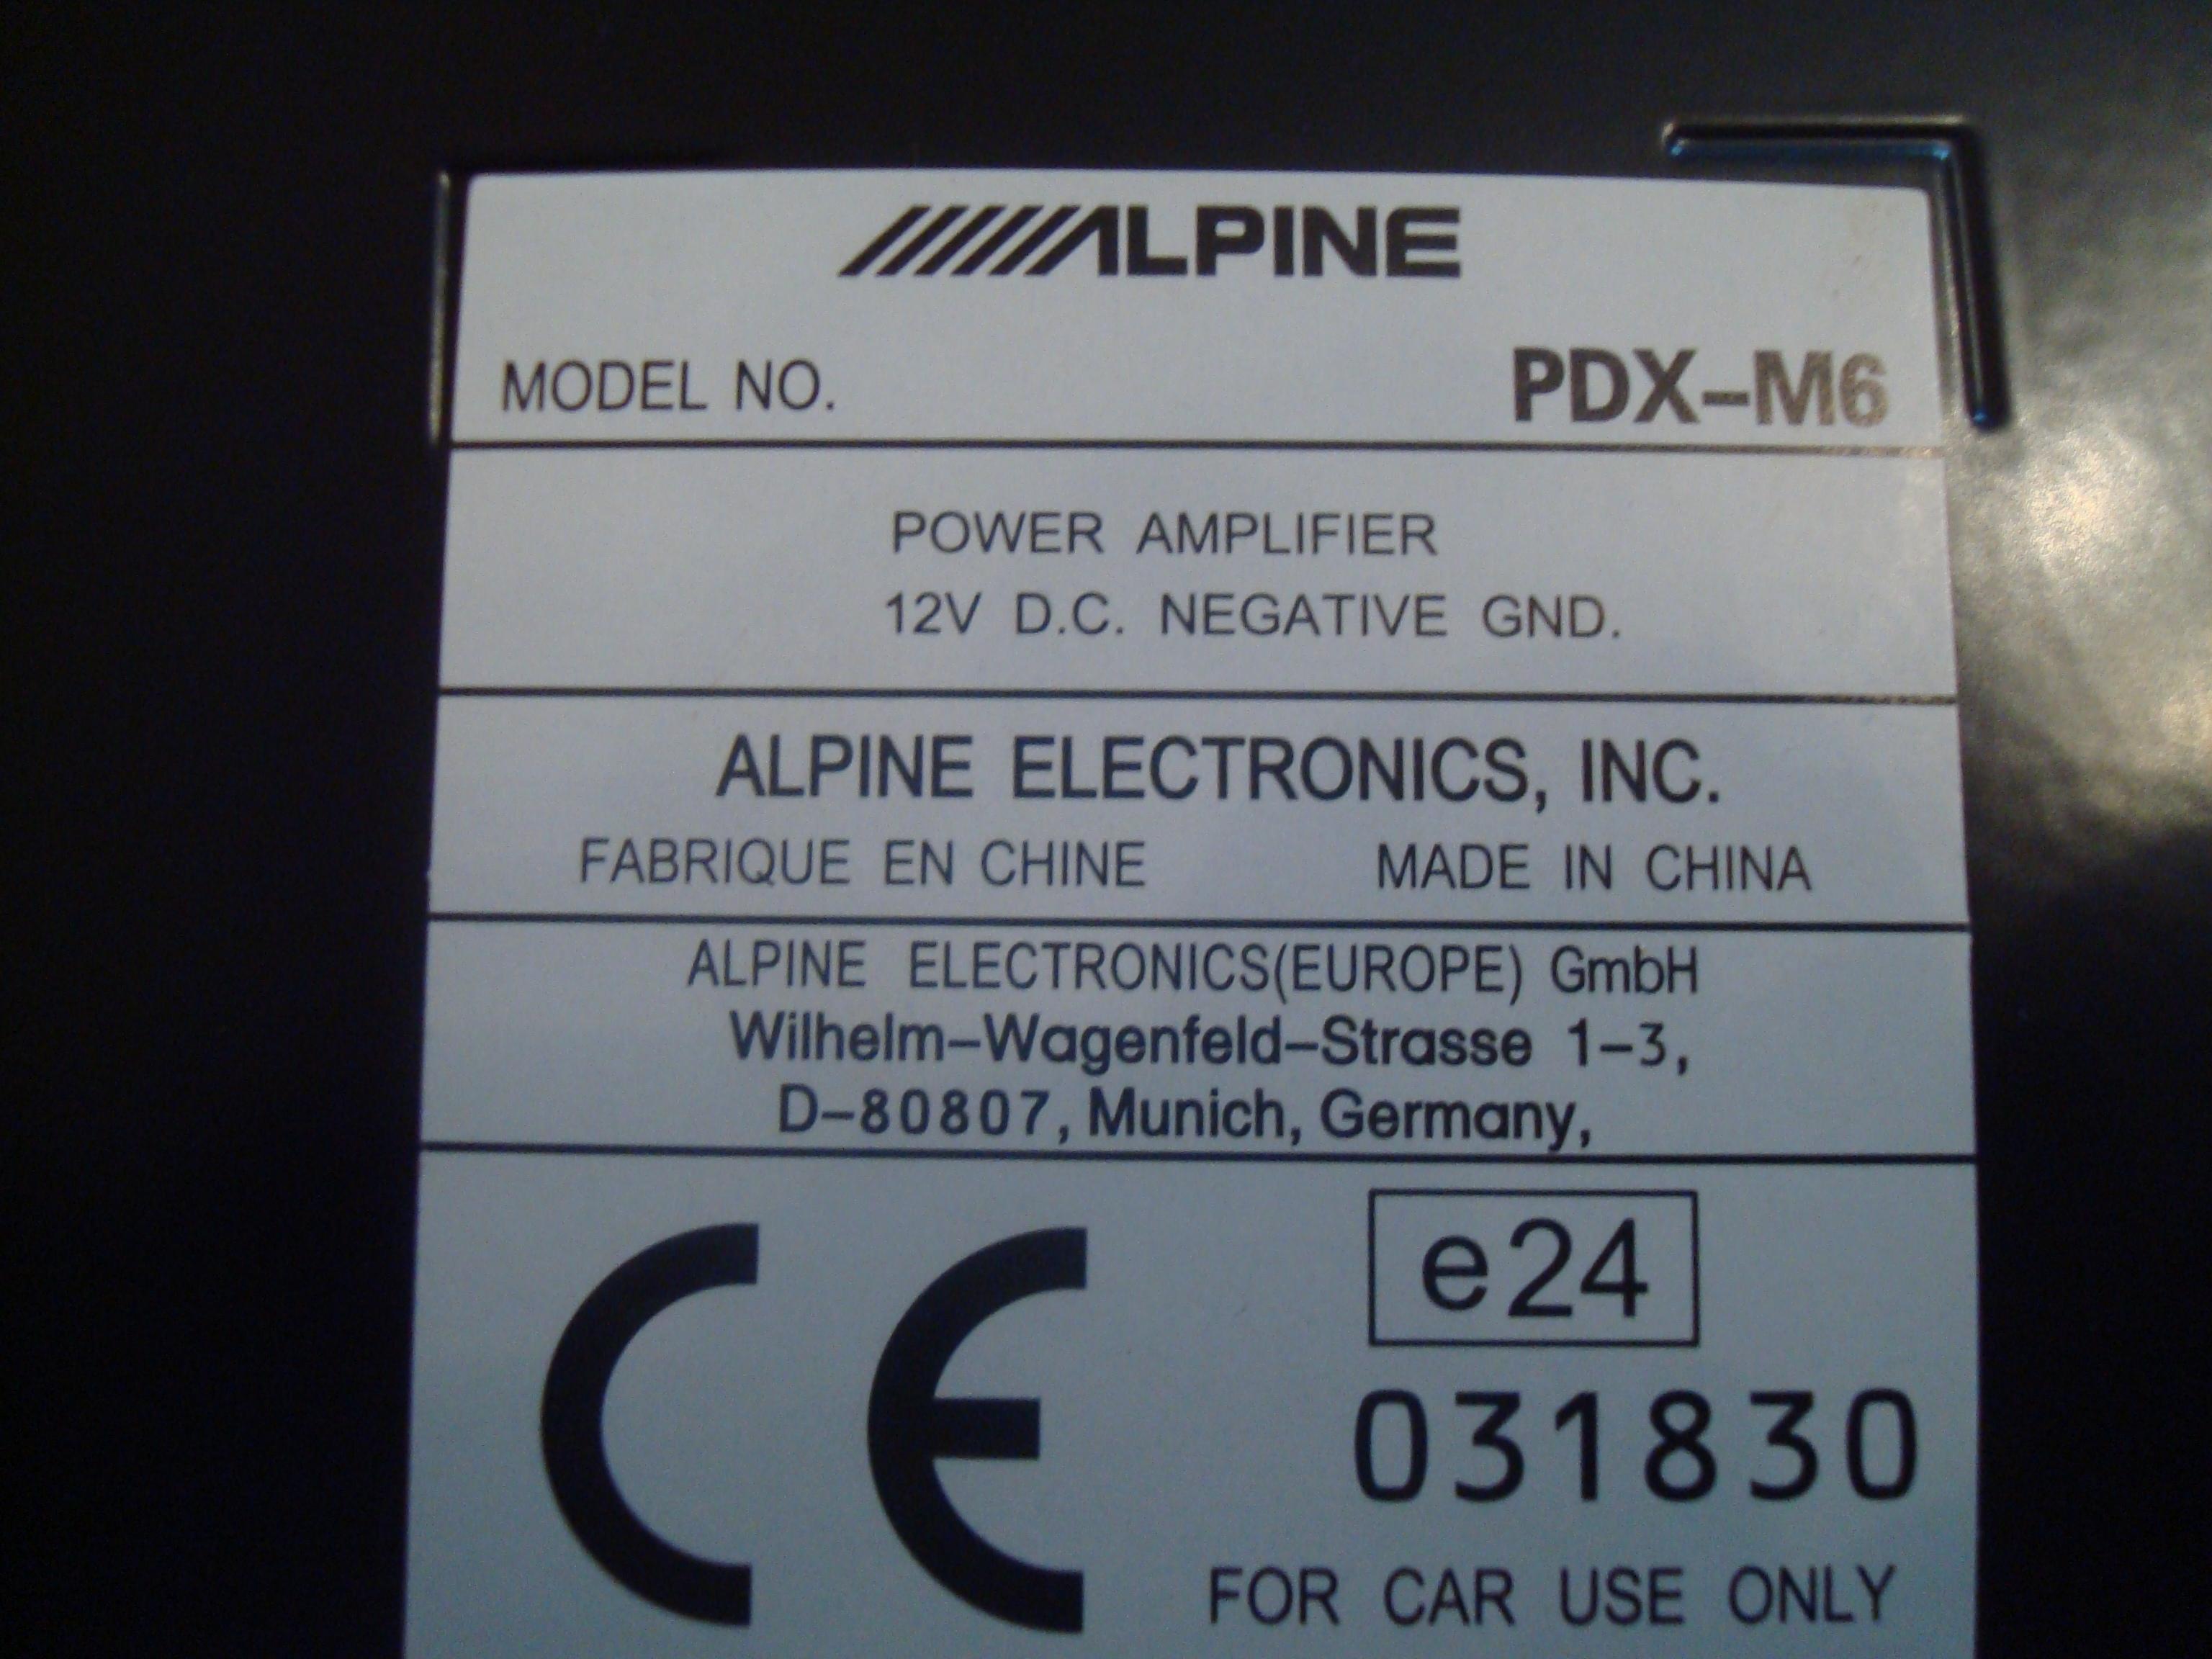 ALPINE
MODEL NO. PDX-M6
POWER AMPLIFIER
12V D.C. NEGATIVE GND.
ALPINE ELECTRONICS, INC.
FABRIQUE EN CHINE MADE IN CHINA
ALPINE ELECTRONICS(EUROPE) GmbH
Wilhelm-Wagenfeld-Strasse 1-3,
D-80807, Munich, Germany,
CE e24
031830
FOR CAR USE ONLY